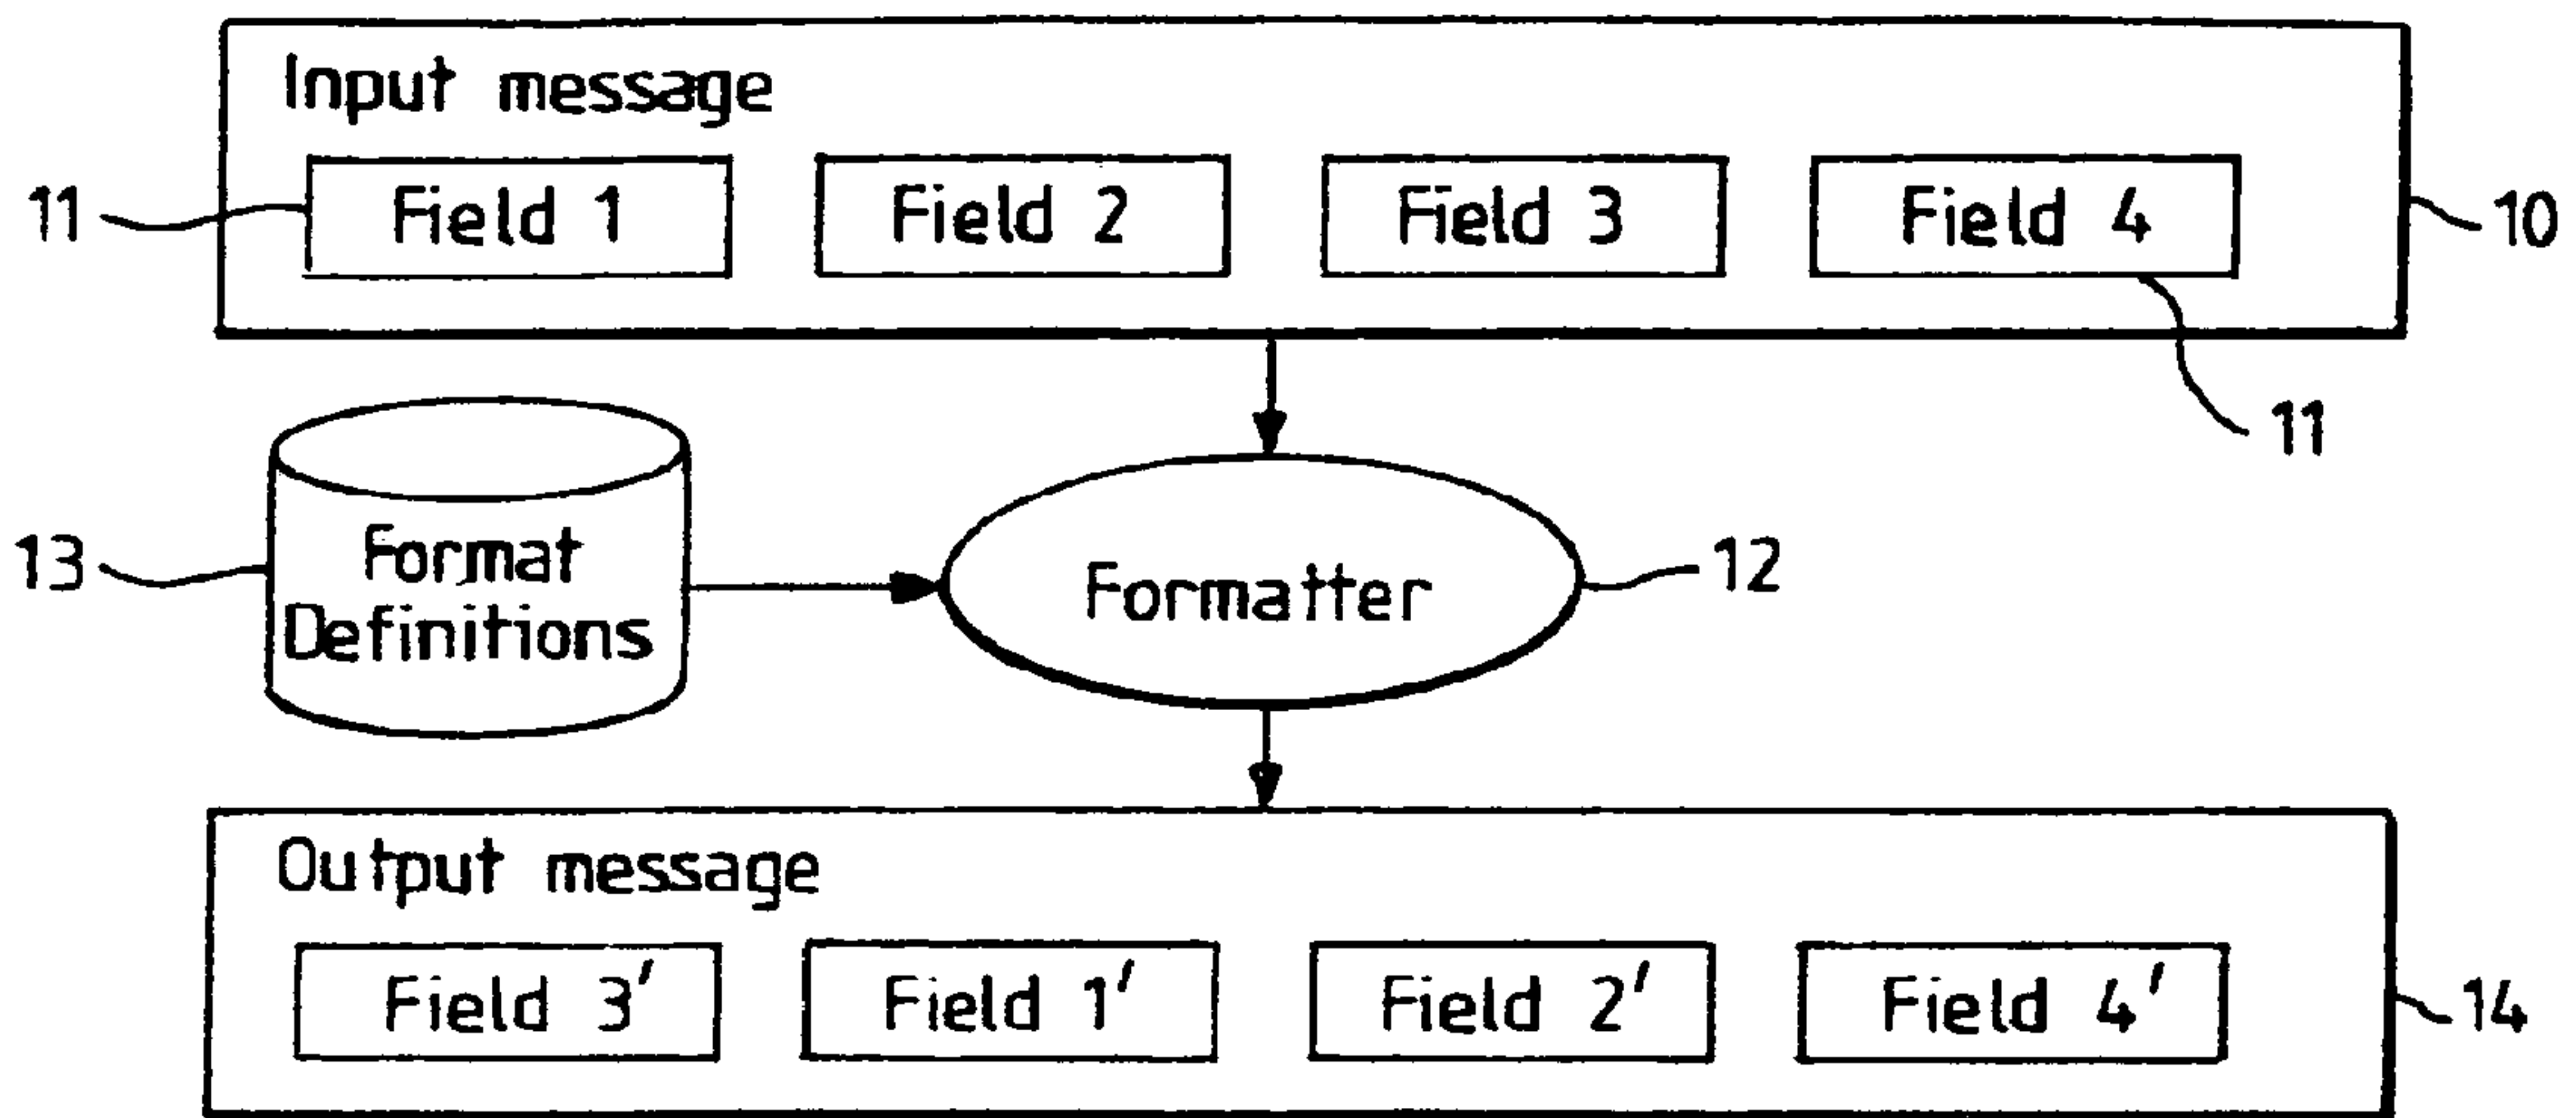 Input message
11
Field 1
Field 2
Field 3
Field 4
10
11
13
Format
Definitions
Formatter
12
Output message
Field 3'
Field 1'
Field 2'
Field 4'
14